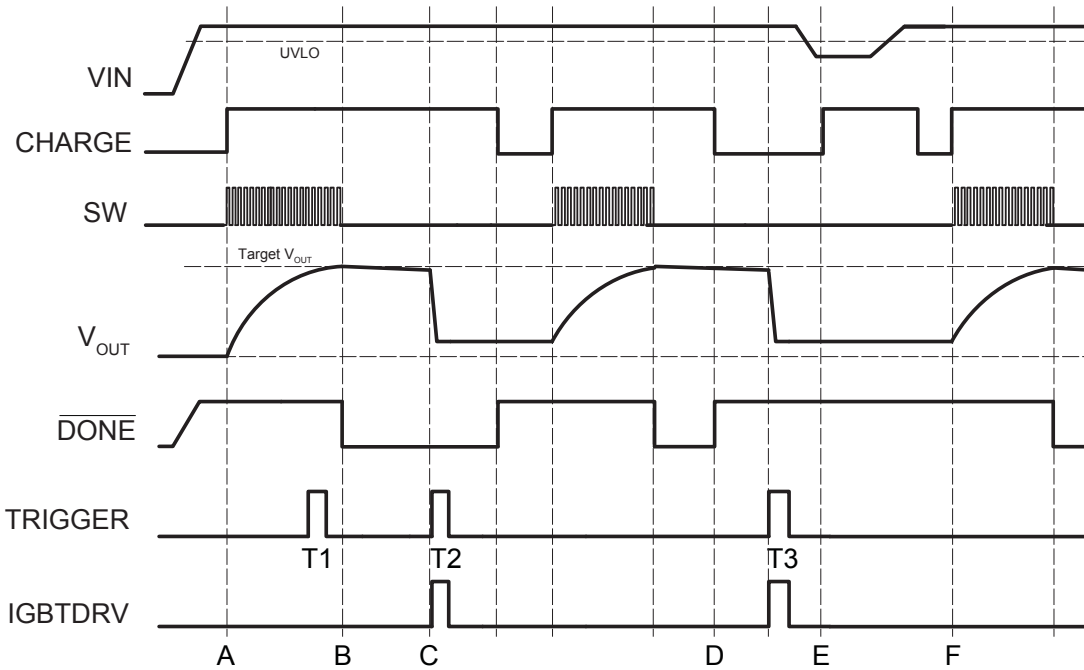 UVLO
VIN
CHARGE
SW
Target VOUT
VOUT
DONE
TRIGGER
T1 T2 T3
IGBTDRV
A B C D E F